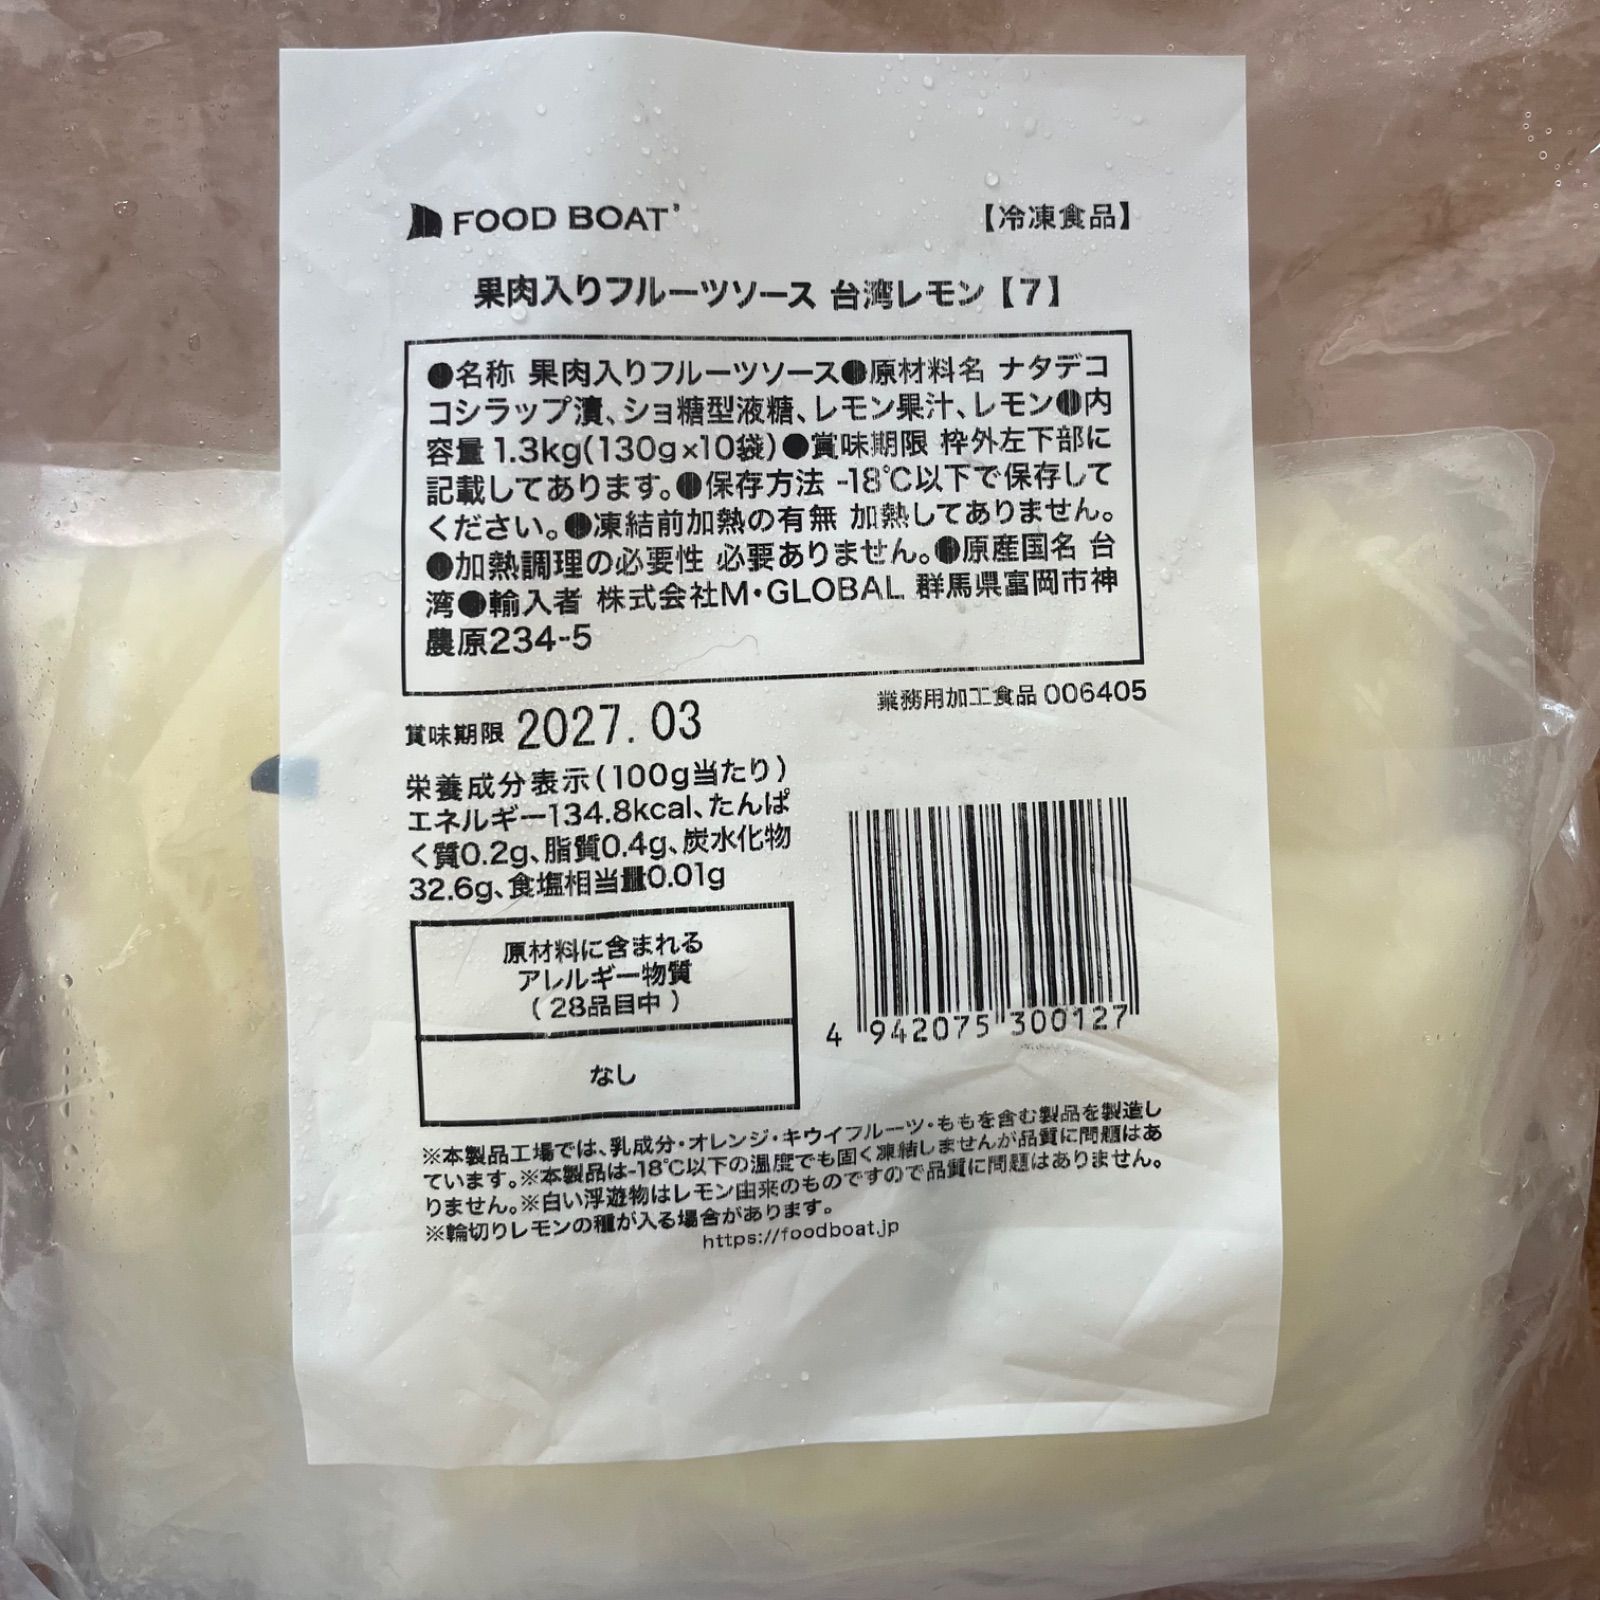 FOOD BOAT
【冷凍食品】
果肉入りフルーツソース 台湾レモン【7】
●名称 果肉入りフルーツソース●原材料名 ナタデコ
コシラップ漬、ショ糖型液糖、レモン果汁、レモン●内
容量 1.3kg(130g×10袋)●賞味期限 枠外左下部に
記載してあります。●保存方法 -18℃以下で保存して
ください。●凍結前加熱の有無 加熱してありません。
●加熱調理の必要性 必要ありません。●原産国名 台
湾●輸入者 株式会社M・GLOBAL 群馬県富岡市神
農原234-5
業務用加工食品 006405
賞味期限 2027.03
栄養成分表示(100g当たり)
エネルギー134.8kcal、たんぱ
く質0.2g、脂質0.4g、炭水化物
32.6g、食塩相当量0.01g
原材料に含まれる
アレルギー物質
(28品目中)
なし
4 942075 300127
※本製品工場では、乳成分・オレンジ・キウイフルーツ・ももを含む製品を製造し
ています。※本製品は-18℃以下の温度でも固く凍結しませんが品質に問題はあ
りません。※白い浮遊物はレモン由来のものですので品質に問題はありません。
※輪切りレモンの種が入る場合があります。
https://foodboat.jp